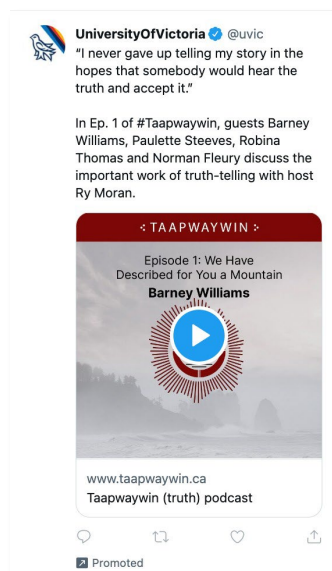 UniversityOfVictoria @uvic
“I never gave up telling my story in the
hopes that somebody would hear the
truth and accept it.”
In Ep. 1 of #Taapwaywin, guests Barney
Williams, Paulette Steeves, Robina
Thomas and Norman Fleury discuss the
important work of truth-telling with host
Ry Moran.
TAAPWAYWIN
Episode 1: We Have
Described for You a Mountain
Barney Williams
www.taapwaywin.ca
Taapwaywin (truth) podcast
Promoted